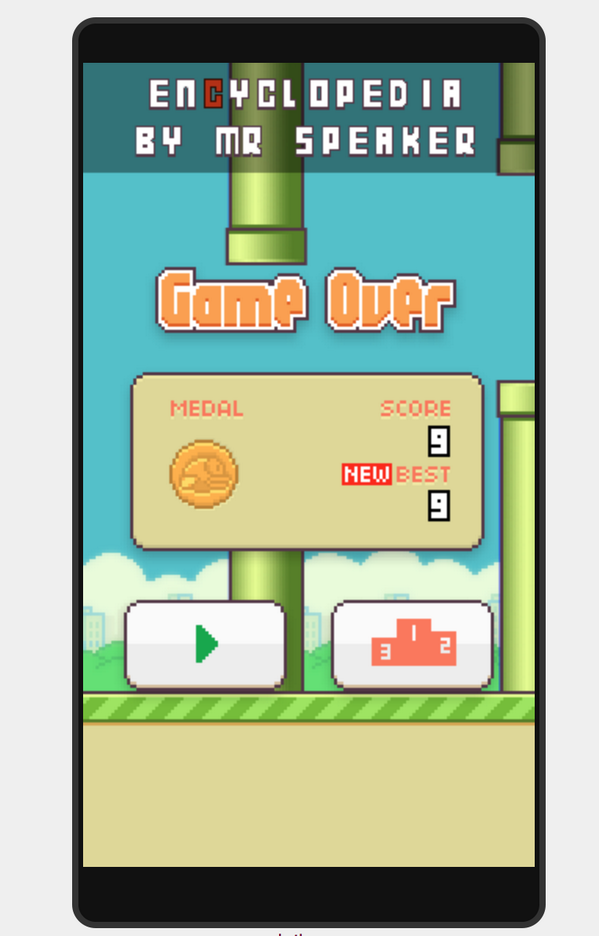 ENCYCLOPEDIA
BY MR SPEAKER
Game Over
MEDAL SCORE
9
NEW BEST
9
3 1 2